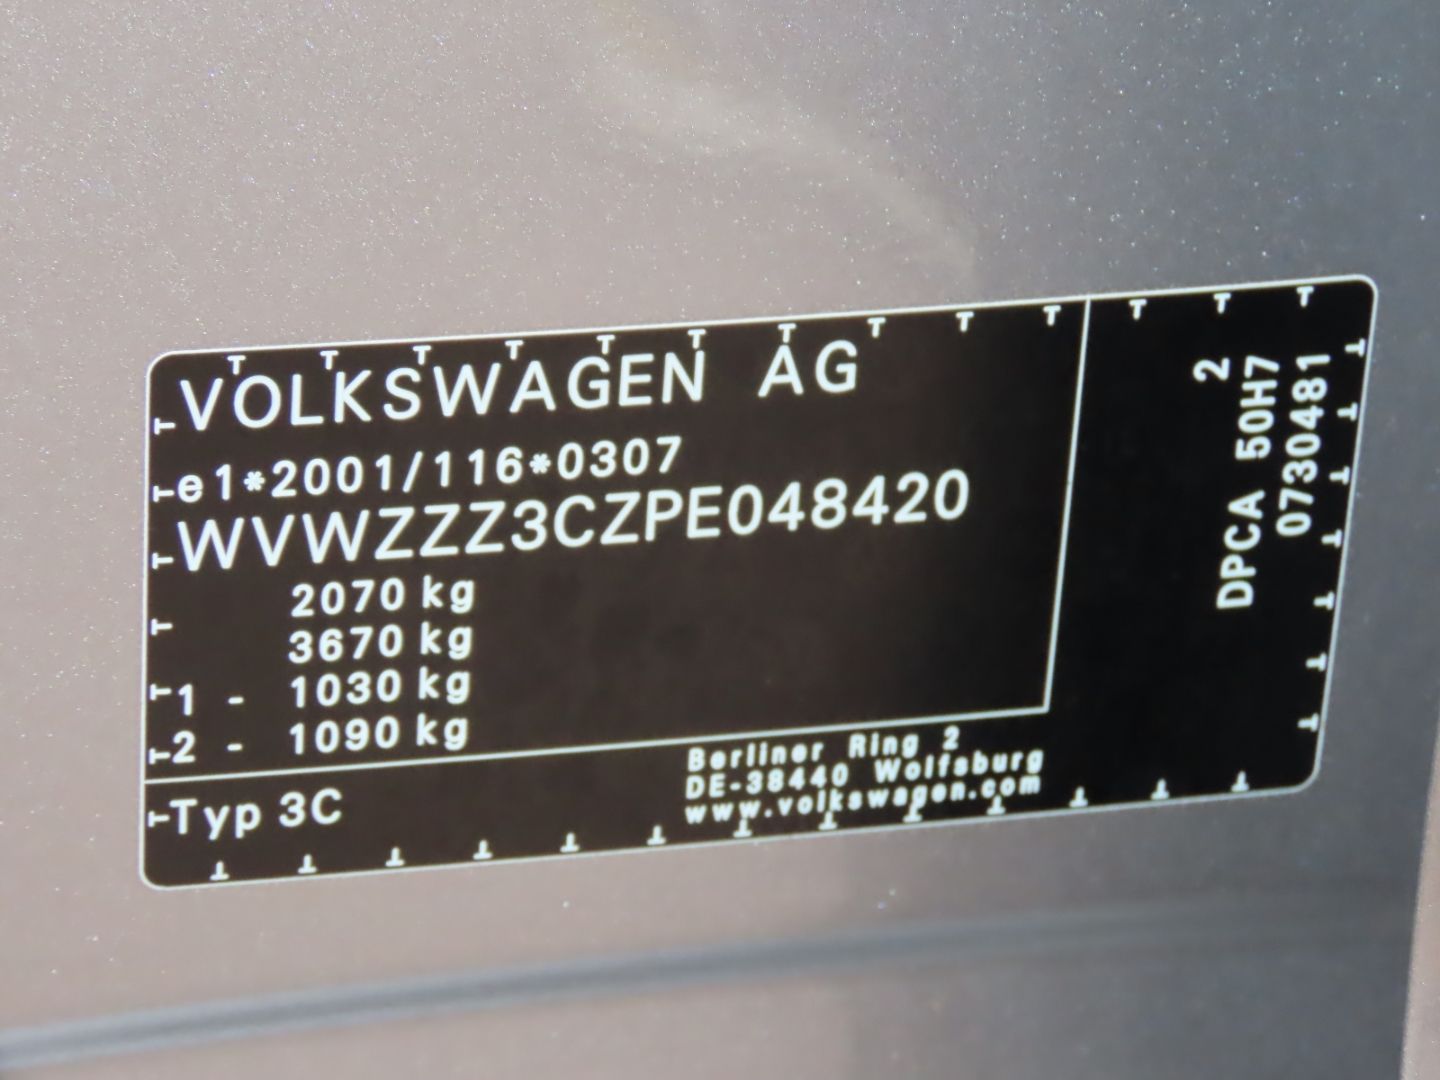 VOLKSWAGEN AG
e1*2001/116*0307
WVWZZZ3CZPE048420
2070 kg
3670 kg
1 - 1030 kg
2 - 1090 kg
Typ 3C
Berliner Ring 2
DE-38440 Wolfsburg
www.volkswagen.com
2
DPCA 50H7
0730481